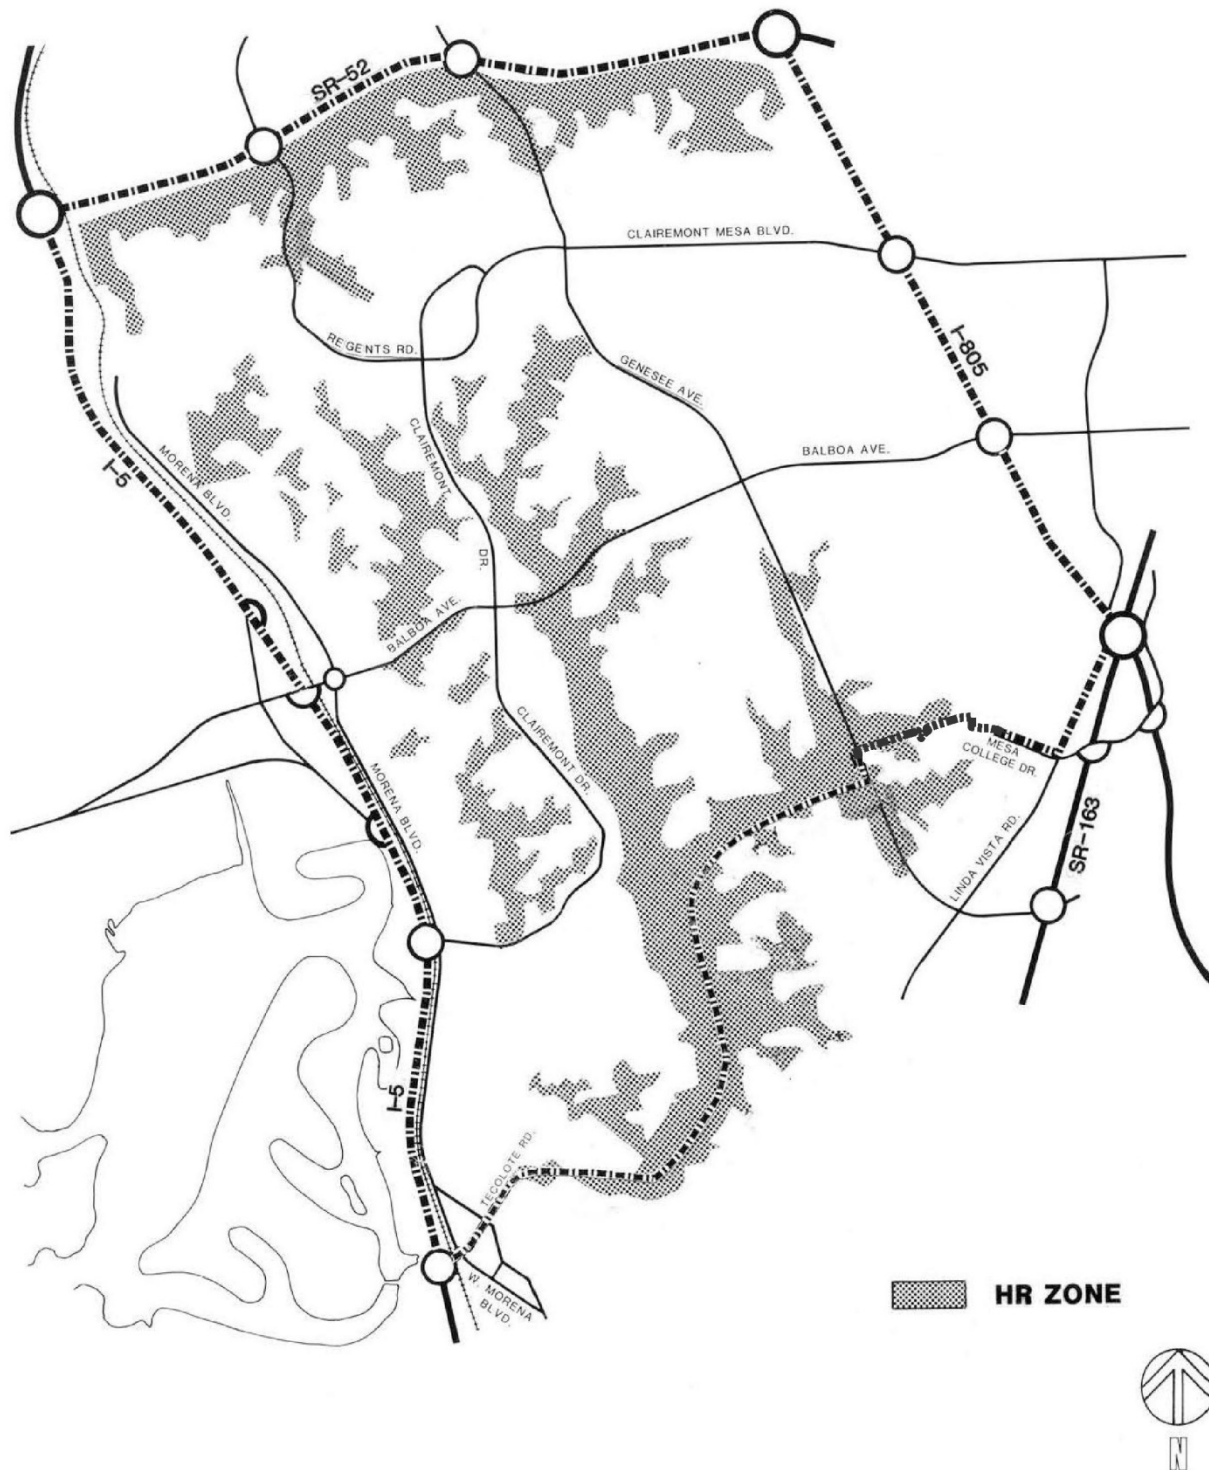 SR-52
CLAIREMONT MESA BLVD.
I-805
REGENTS RD.
GENESEE AVE.
CLAIREMONT
DR.
BALBOA AVE.
I-5
MORENA BLVD.
BALBOA AVE.
CLAIREMONT DR.
MESA
COLLEGE DR.
MORENA BLVD.
LINDA VISTA RD.
SR-163
I-5
TECOLOTE RD.
W. MORENA
BLVD.
HR ZONE
N